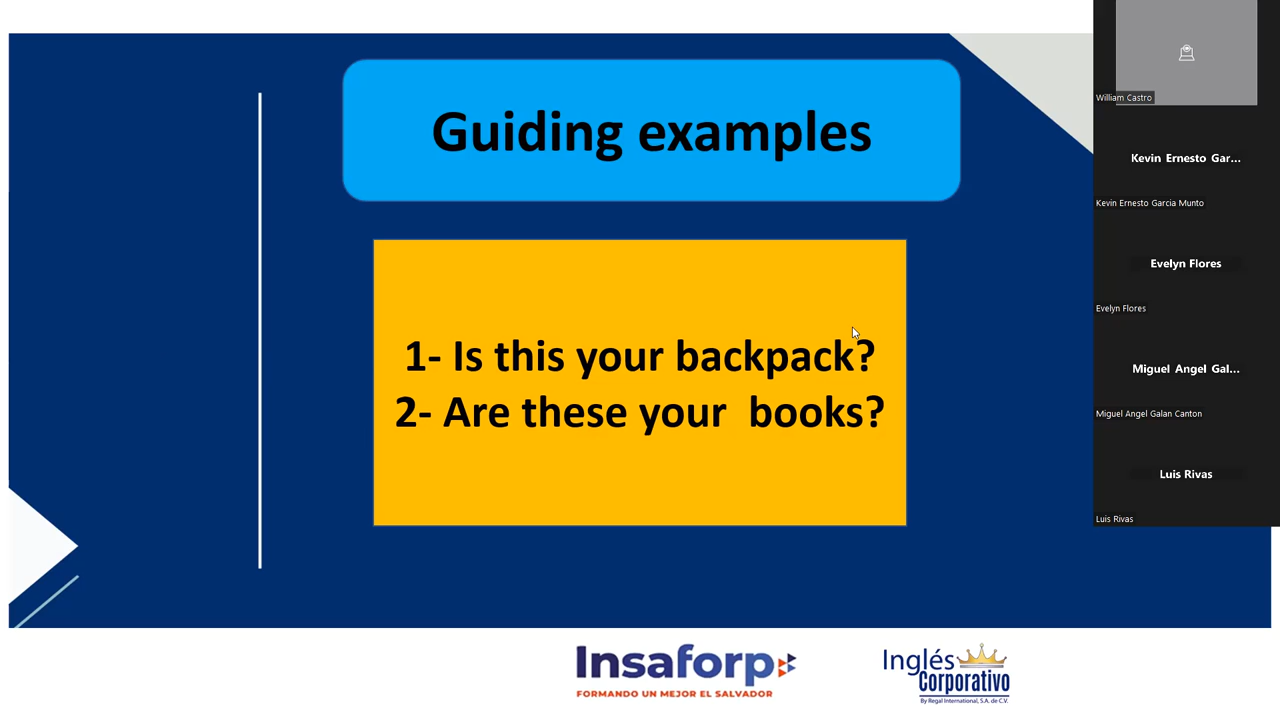 Guiding examples
1- Is this your backpack?
2- Are these your  books?
William Castro
Kevin Ernesto Gar...
Kevin Ernesto Garcia Munto
Evelyn Flores
Evelyn Flores
Miguel Angel Gal...
Miguel Angel Galan Canton
Luis Rivas
Luis Rivas
Insaforp
FORMANDO UN MEJOR EL SALVADOR
Inglés
Corporativo
By Regal International, S.A. de C.V.